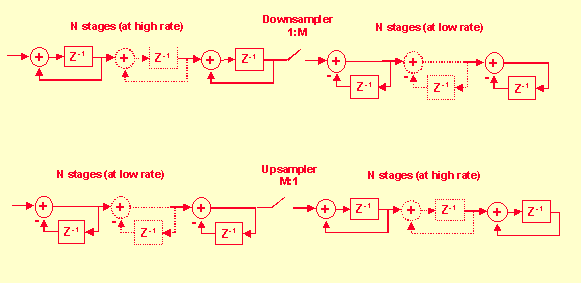 N stages (at high rate)
Downsampler
1:M
N stages (at low rate)
+ Z-1 + Z-1 + Z-1 + + +
- Z-1 - Z-1 - Z-1
N stages (at low rate)
Upsampler
M:1
N stages (at high rate)
+ + + + Z-1 + Z-1 + Z-1
- Z-1 - Z-1 - Z-1